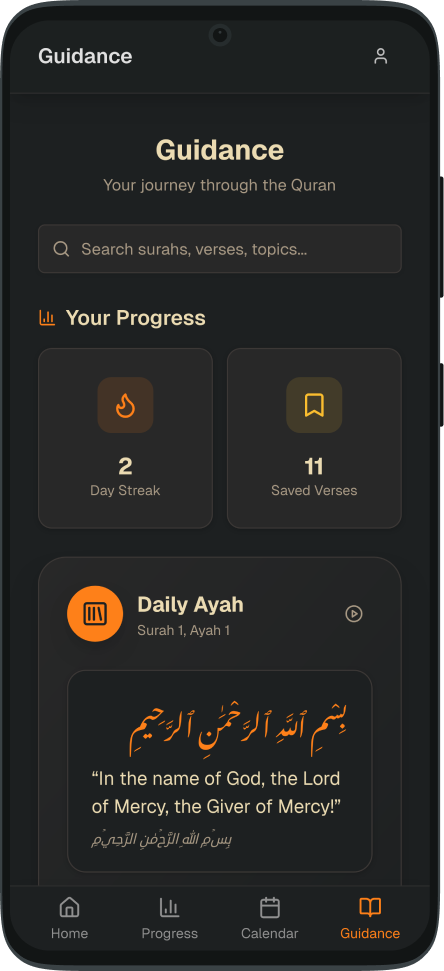 Guidance
Guidance
Your journey through the Quran
Search surahs, verses, topics...
Your Progress
2
Day Streak
11
Saved Verses
Daily Ayah
Surah 1, Ayah 1
بِسْمِ ٱللَّهِ ٱلرَّحْمَٰنِ ٱلرَّحِيمِ
“In the name of God, the Lord
of Mercy, the Giver of Mercy!”
بِسۡمِ اللهِ الرَّحۡمٰنِ الرَّحِيۡمِ
Home
Progress
Calendar
Guidance